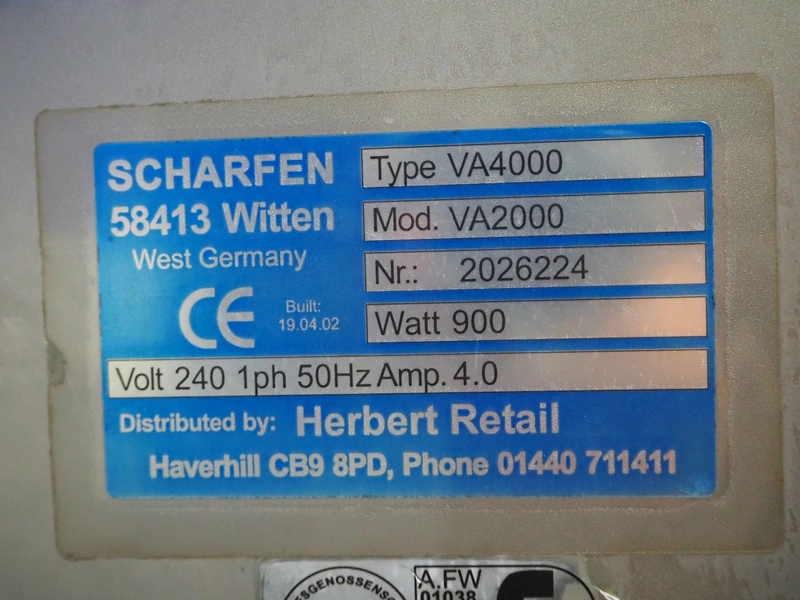 SCHARFEN
58413 Witten
West Germany
CE
Built:
19.04.02
Type VA4000
Mod. VA2000
Nr.: 2026224
Watt 900
Volt 240 1ph 50Hz Amp. 4.0
Distributed by: Herbert Retail
Haverhill CB9 8PD, Phone 01440 711411
A.FW
01038